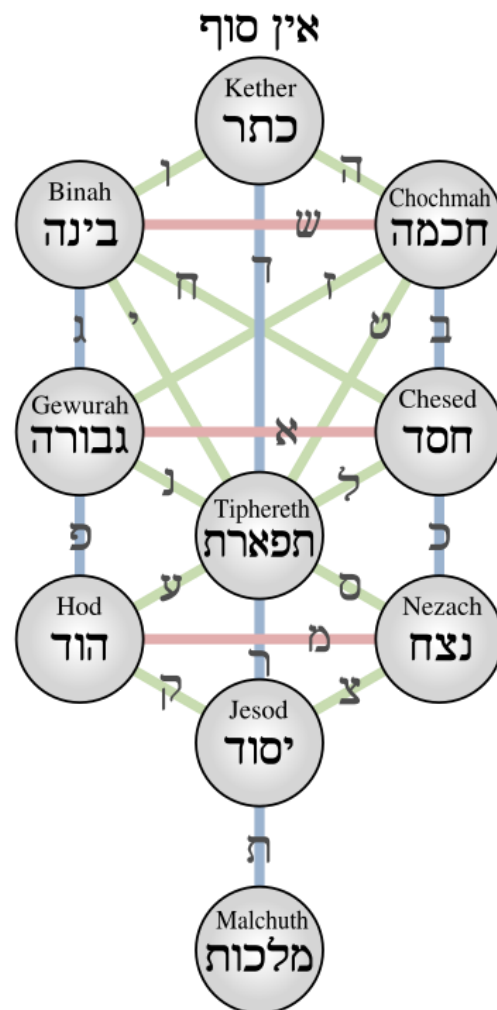 אין סוף
Kether
כתר
ו
ה
Binah
בינה
Chochmah
חכמה
ש
ד
ח
ז
ג
י
ט
ב
Gewurah
גבורה
Chesed
חסד
א
נ
ל
Tiphereth
תפארת
פ
כ
ע
ס
Hod
הוד
Nezach
נצח
מ
ר
ק
צ
Jesod
יסוד
ת
Malchuth
מלכות